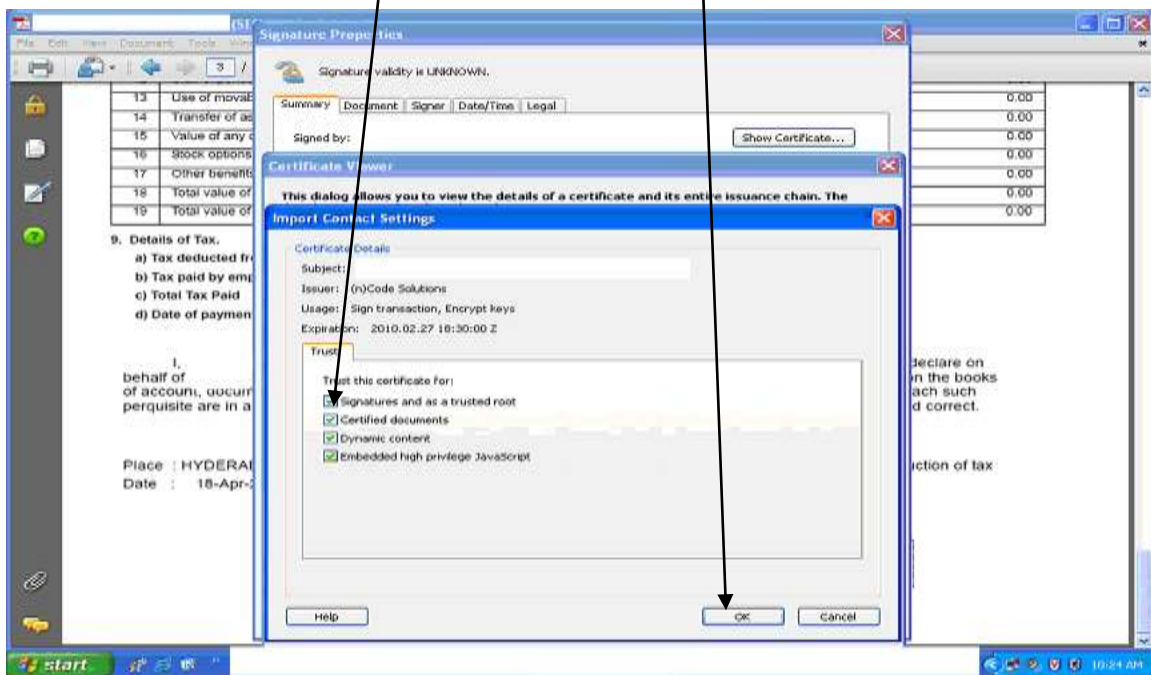 Signature Properties
File Edit View Document Tools
3 /
Signature validity is UNKNOWN.
Summary Document Signer Date/Time Legal
Signed by:
Show Certificate...
13 Use of movab 0.00
14 Transfer of as 0.00
15 Value of any 0.00
16 Stock options 0.00
17 Other benefits 0.00
18 Total value of 0.00
19 Total value of 0.00
Certificate Viewer
This dialog allows you to view the details of a certificate and its entire issuance chain. The
Import Contact Settings
Certificate Details
Subject:
Issuer: (n)Code Solutions
Usage: Sign transaction, Encrypt keys
Expiration: 2010.02.27 18:30:00 Z
Trust
Trust this certificate for:
Signatures and as a trusted root
Certified documents
Dynamic content
Embedded high privilege JavaScript
Help
OK
Cancel
9. Details of Tax.
a) Tax deducted fr
b) Tax paid by emp
c) Total Tax Paid
d) Date of paymen
I, declare on
behalf of n the books
of account, docum ach such
perquisite are in a d correct.
Place : HYDERA ction of tax
Date : 18-Apr-
start
10:24 AM